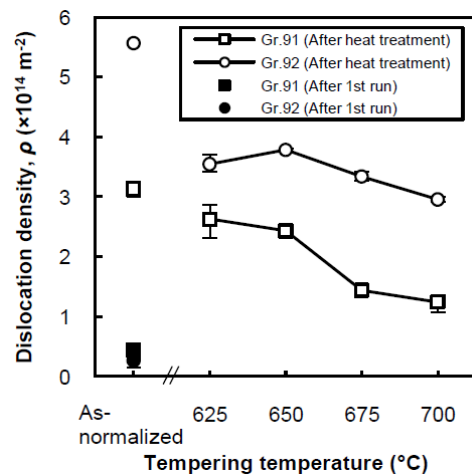 Dislocation density, ρ (×10¹⁴ m⁻²)
6
5
4
3
2
1
0
Gr.91 (After heat treatment)
Gr.92 (After heat treatment)
Gr.91 (After 1st run)
Gr.92 (After 1st run)
As-
normalized
625 650 675 700
Tempering temperature (°C)